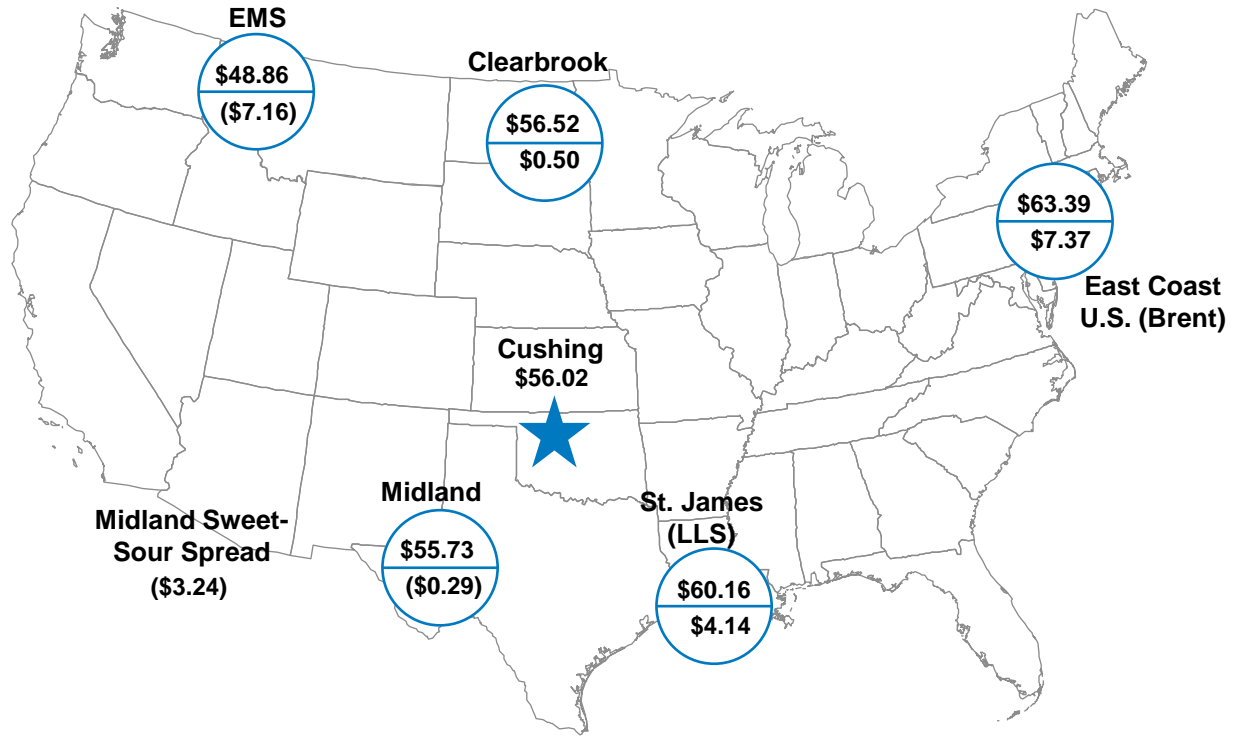 EMS
$48.86
($7.16)
Clearbrook
$56.52
$0.50
$63.39
$7.37
East Coast
U.S. (Brent)
Cushing
$56.02
Midland
$55.73
($0.29)
Midland Sweet-
Sour Spread
($3.24)
St. James
(LLS)
$60.16
$4.14